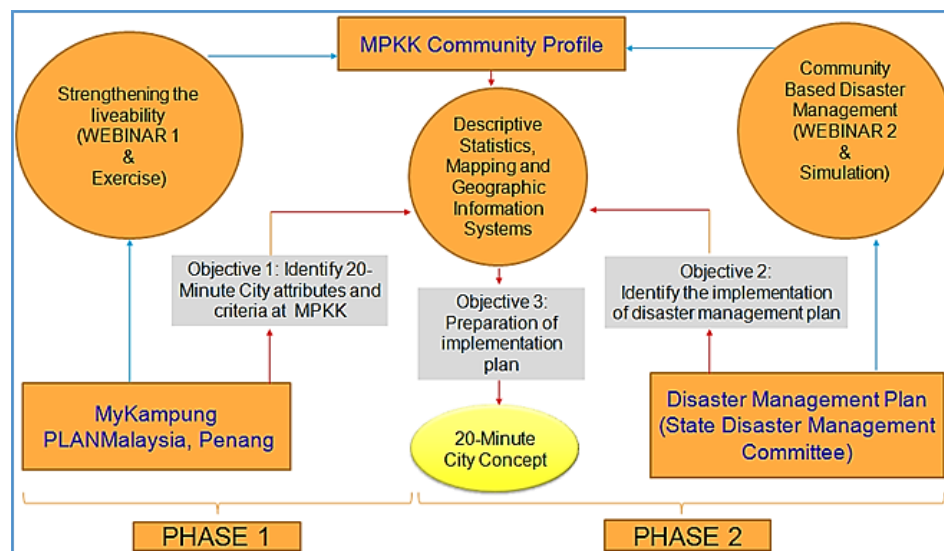 MPKK Community Profile
Strengthening the
liveability
(WEBINAR 1
&
Exercise)
Descriptive
Statistics,
Mapping and
Geographic
Information
Systems
Community
Based Disaster
Management
(WEBINAR 2
&
Simulation)
Objective 1: Identify 20-
Minute City attributes and
criteria at MPKK
Objective 3:
Preparation of
implementation
plan
Objective 2:
Identify the implementation
of disaster management plan
MyKampung
PLANMalaysia, Penang
20-Minute
City Concept
Disaster Management Plan
(State Disaster Management
Committee)
PHASE 1
PHASE 2